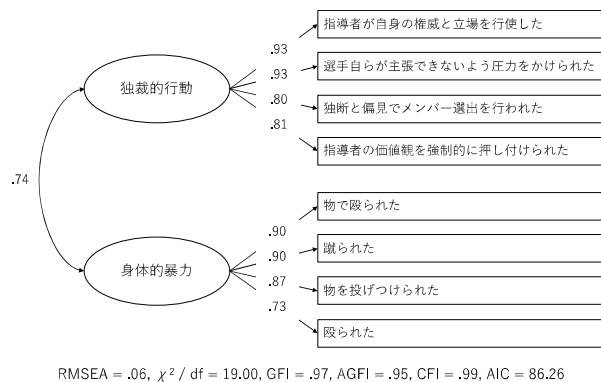 指導者が自身の権威と立場を行使した
.93
選手自らが主張できないよう圧力をかけられた
.93
独裁的行動
.80
独断と偏見でメンバー選出を行われた
.81
指導者の価値観を強制的に押し付けられた
.74
物で殴られた
.90
蹴られた
.90
身体的暴力
.87
物を投げつけられた
.73
殴られた
RMSEA = .06, χ² / df = 19.00, GFI = .97, AGFI = .95, CFI = .99, AIC = 86.26